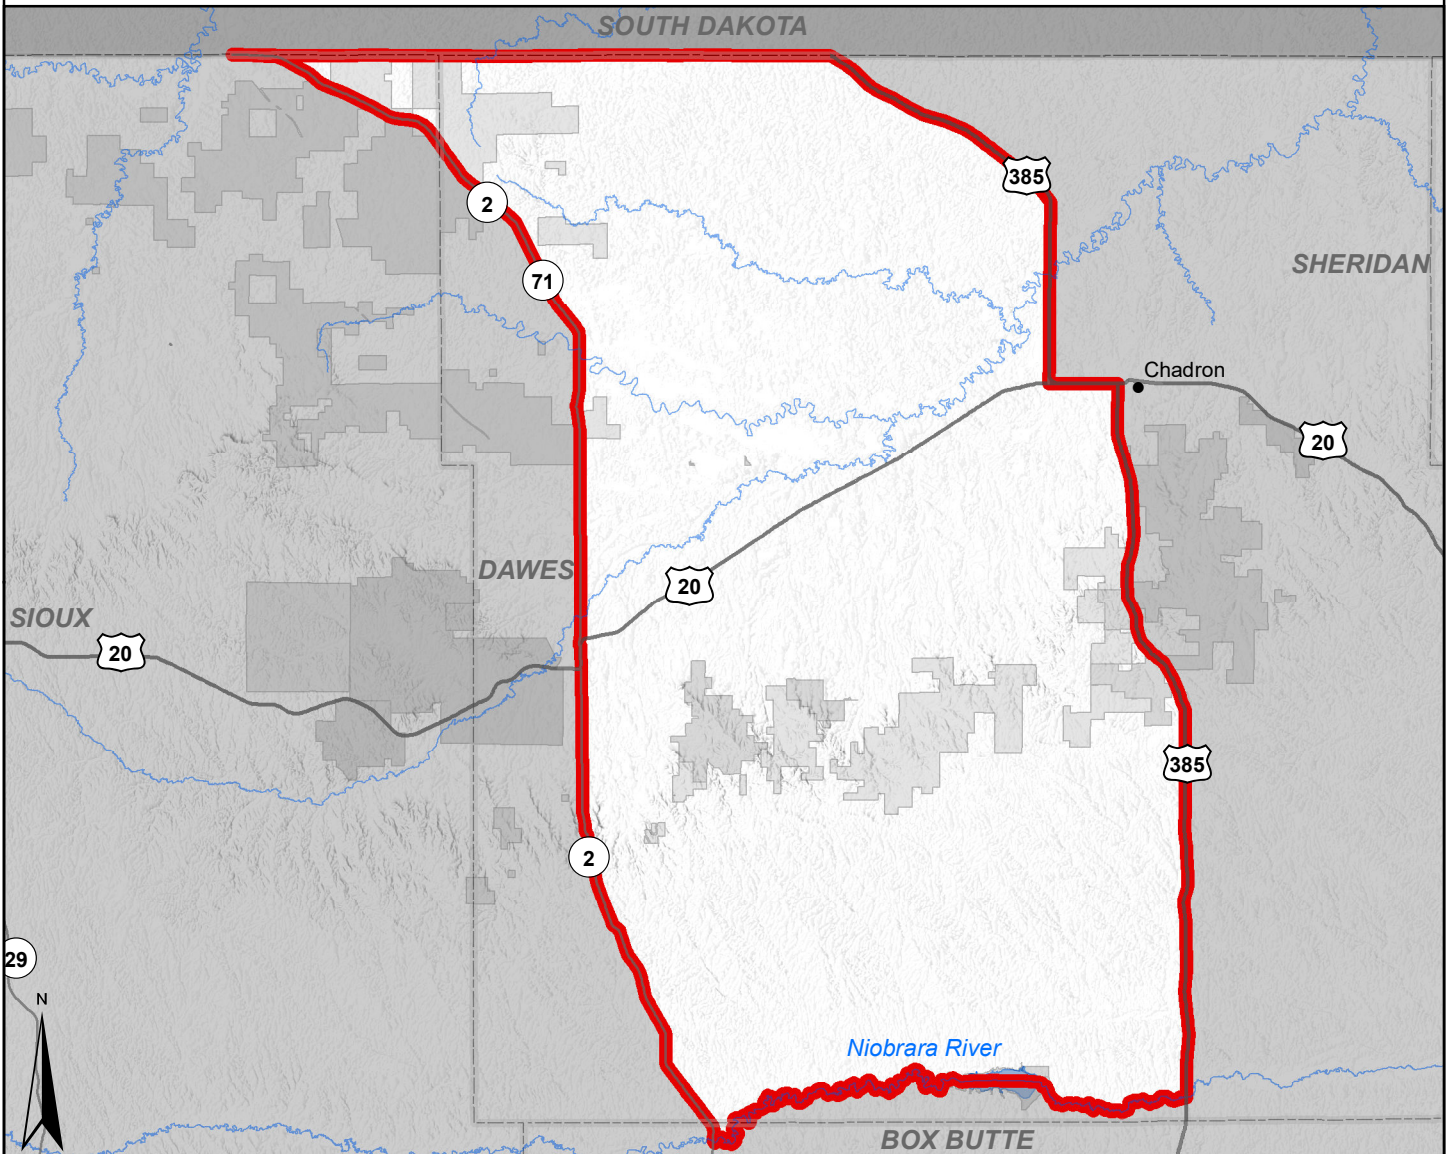 SOUTH DAKOTA
385
2
SHERIDAN
71
Chadron
20
DAWES
20
SIOUX
20
385
2
29
N
Niobrara River
BOX BUTTE